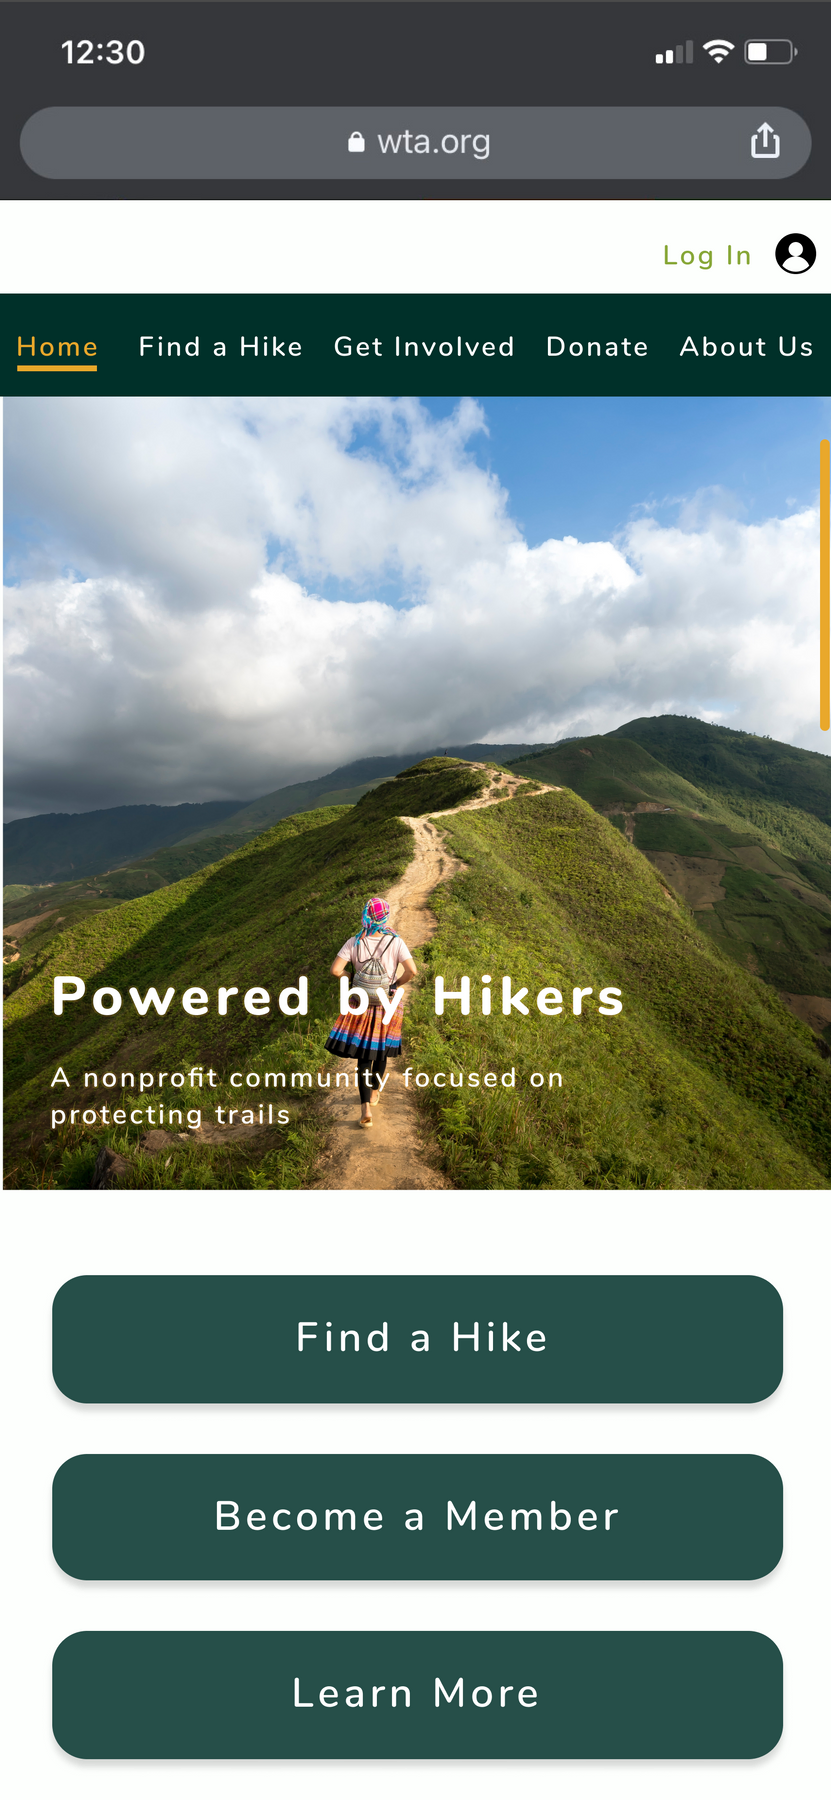 12:30
wta.org
Log In
Home Find a Hike Get Involved Donate About Us
Powered by Hikers
A nonprofit community focused on
protecting trails
Find a Hike
Become a Member
Learn More